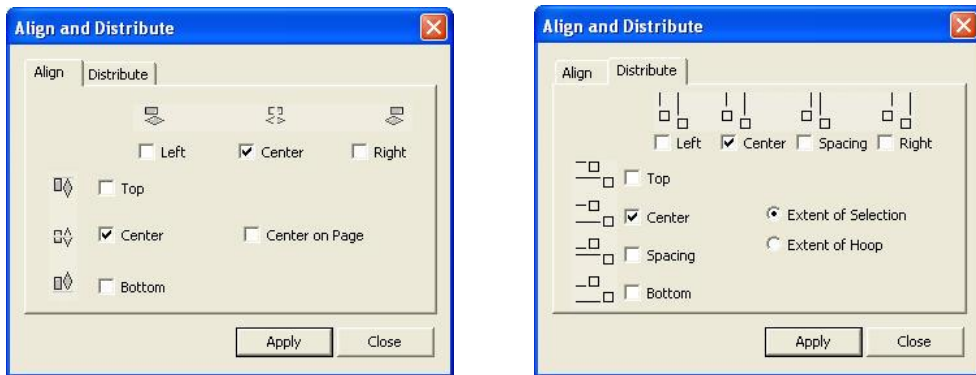 Align and Distribute
Align Distribute
Left Center Right
Top
Center Center on Page
Bottom
Apply Close
Align and Distribute
Align Distribute
Left Center Spacing Right
Top
Center Extent of Selection
Extent of Hoop
Spacing
Bottom
Apply Close